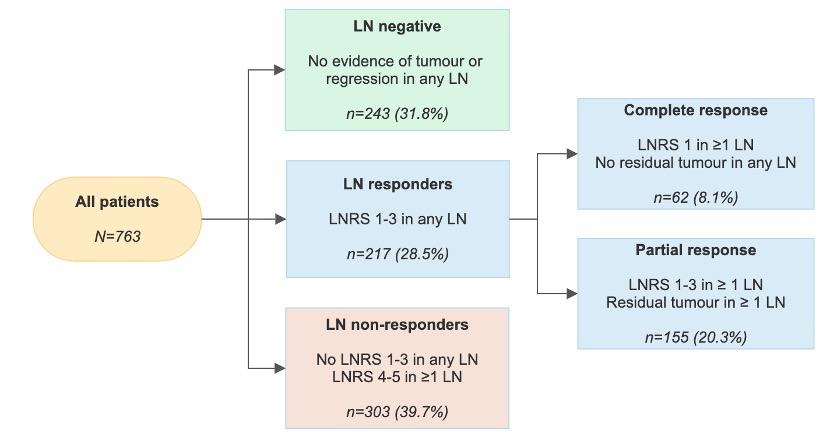 All patients
N=763
LN negative
No evidence of tumour or
regression in any LN
n=243 (31.8%)
LN responders
LNRS 1-3 in any LN
n=217 (28.5%)
LN non-responders
No LNRS 1-3 in any LN
LNRS 4-5 in ≥1 LN
n=303 (39.7%)
Complete response
LNRS 1 in ≥1 LN
No residual tumour in any LN
n=62 (8.1%)
Partial response
LNRS 1-3 in ≥ 1 LN
Residual tumour in ≥ 1 LN
n=155 (20.3%)